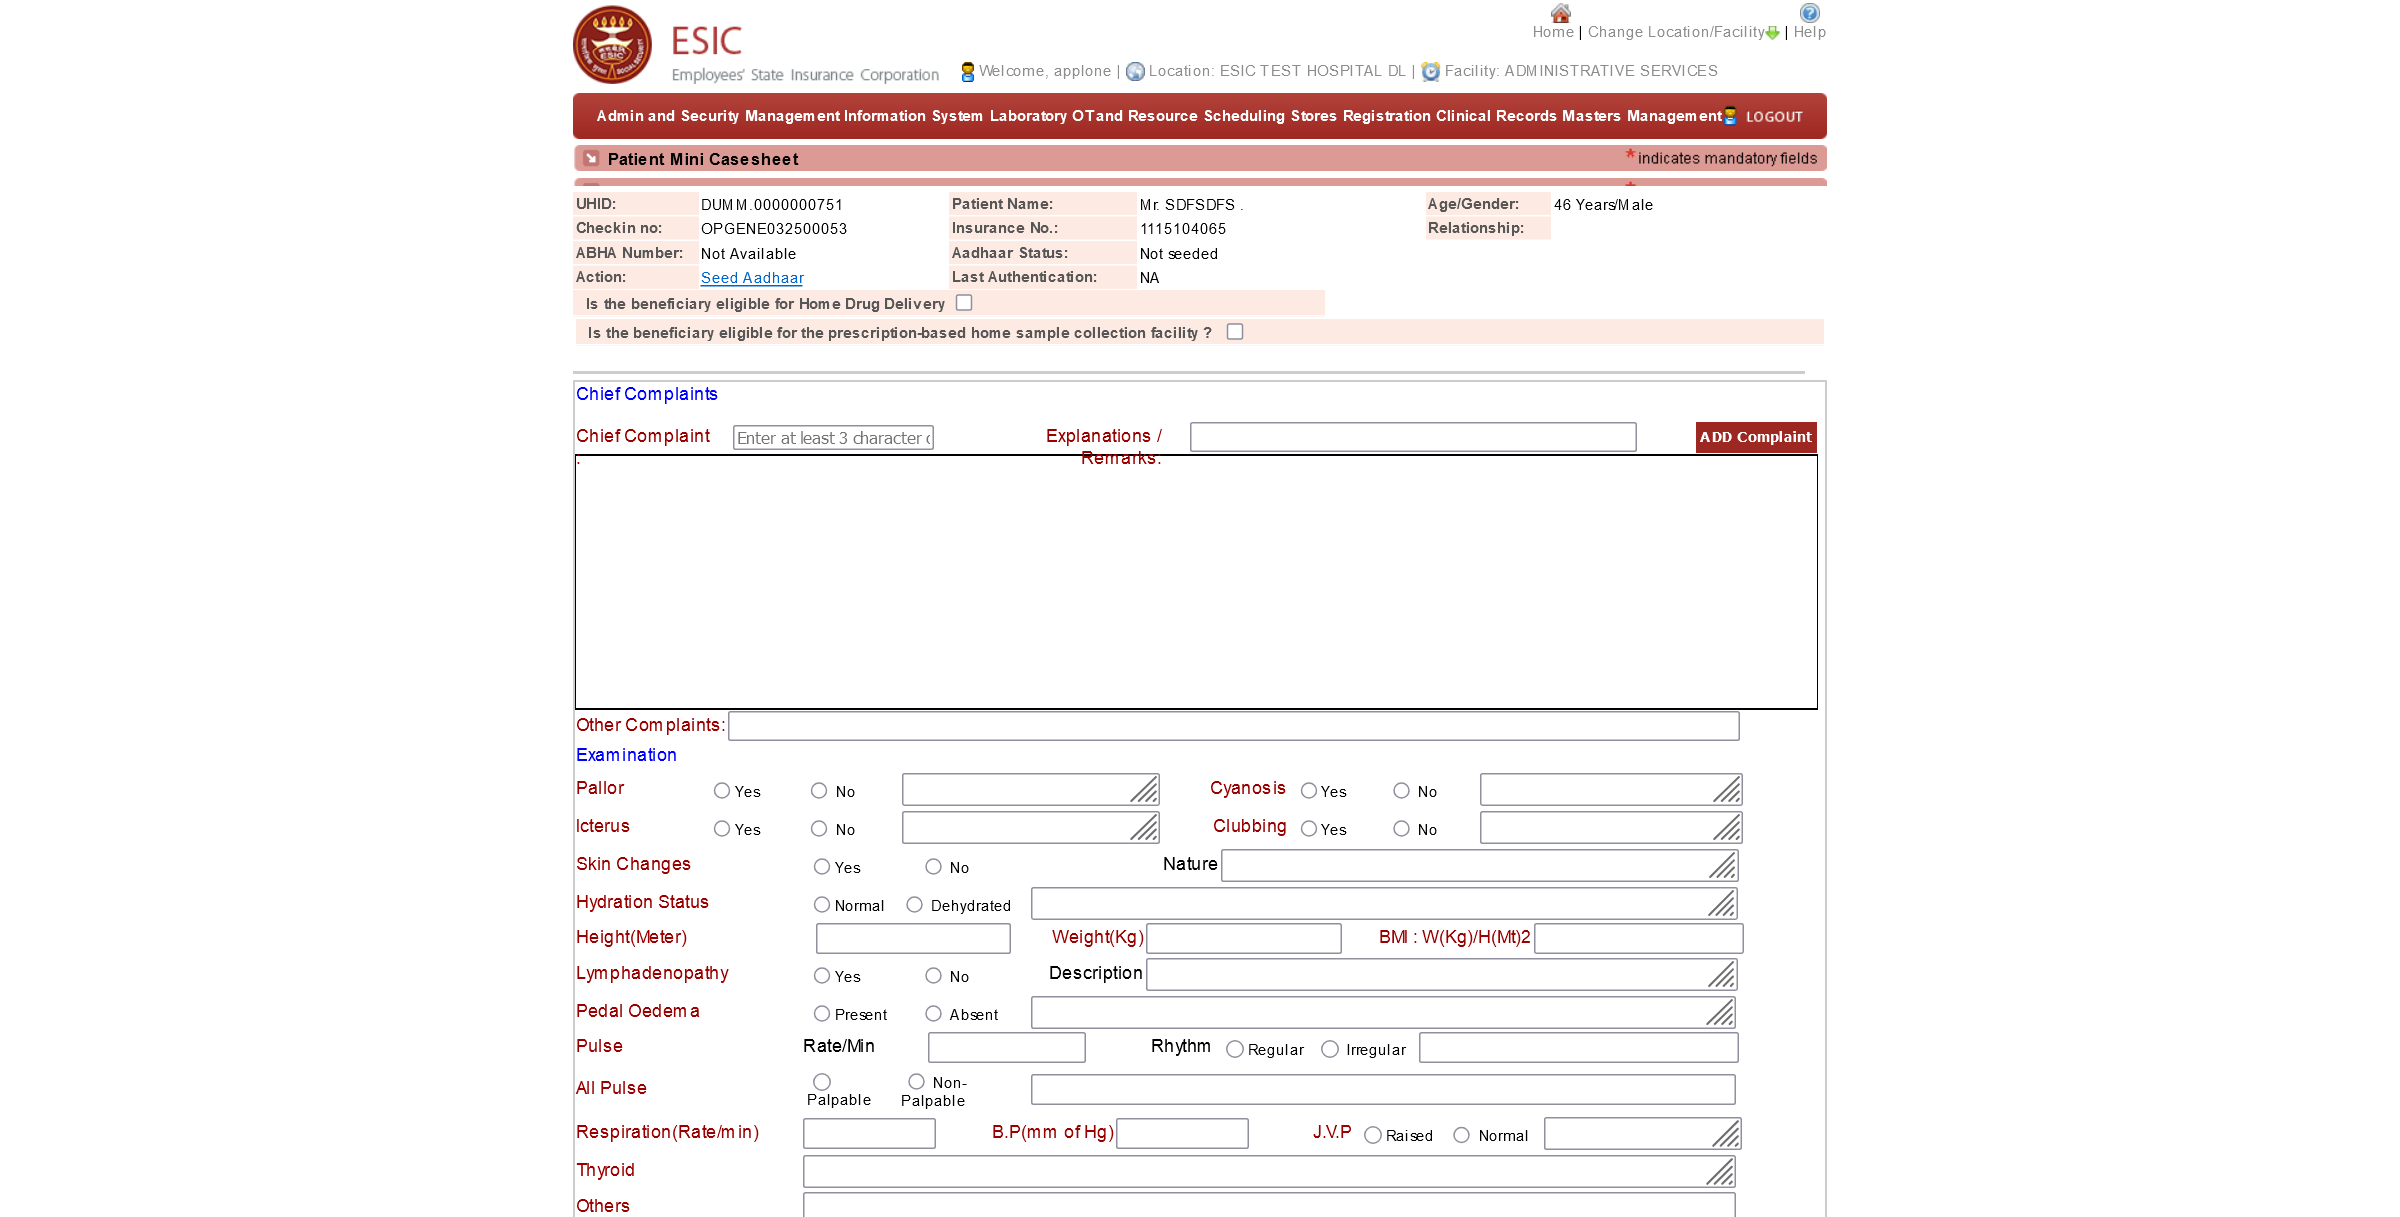 ESIC
Employees' State Insurance Corporation
Home | Change Location/Facility | Help
Welcome, applone | Location: ESIC TEST HOSPITAL DL | Facility: ADMINISTRATIVE SERVICES
Admin and Security Management Information System Laboratory OT and Resource Scheduling Stores Registration Clinical Records Masters Management LOGOUT
Patient Mini Casesheet * indicates mandatory fields
UHID: DUMM.0000000751 Patient Name: Mr. SDFSDFS . Age/Gender: 46 Years/Male
Checkin no: OPGENE032500053 Insurance No.: 1115104065 Relationship:
ABHA Number: Not Available Aadhaar Status: Not seeded
Action: Seed Aadhaar Last Authentication: NA
Is the beneficiary eligible for Home Drug Delivery
Is the beneficiary eligible for the prescription-based home sample collection facility ?
Chief Complaints
Chief Complaint Enter at least 3 character Explanations / ADD Complaint
: Remarks:
Other Complaints:
Examination
Pallor Yes No Cyanosis Yes No
Icterus Yes No Clubbing Yes No
Skin Changes Yes No Nature
Hydration Status Normal Dehydrated
Height(Meter) Weight(Kg) BMI : W(Kg)/H(Mt)2
Lymphadenopathy Yes No Description
Pedal Oedema Present Absent
Pulse Rate/Min Rhythm Regular Irregular
All Pulse Palpable Non-Palpable
Respiration(Rate/min) B.P(mm of Hg) J.V.P Raised Normal
Thyroid
Others